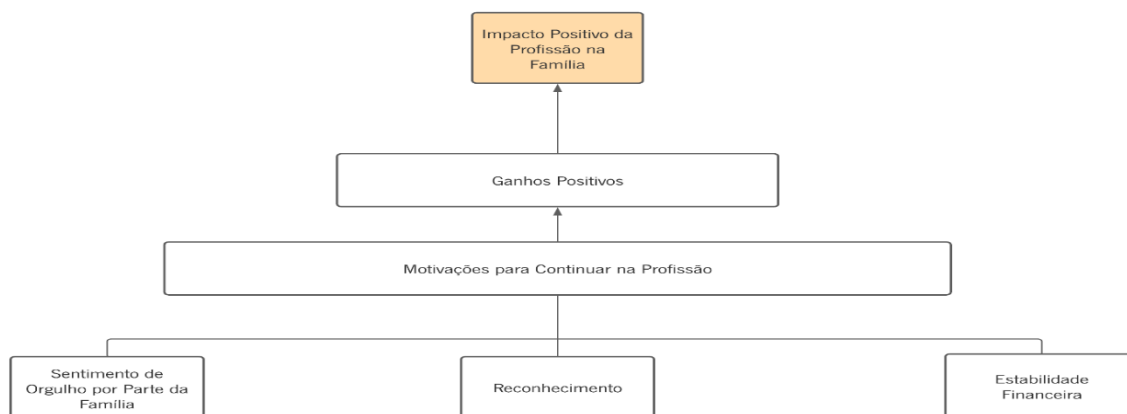 Impacto Positivo da
Profissão na
Família
Ganhos Positivos
Motivações para Continuar na Profissão
Sentimento de
Orgulho por Parte da
Família
Reconhecimento
Estabilidade
Financeira